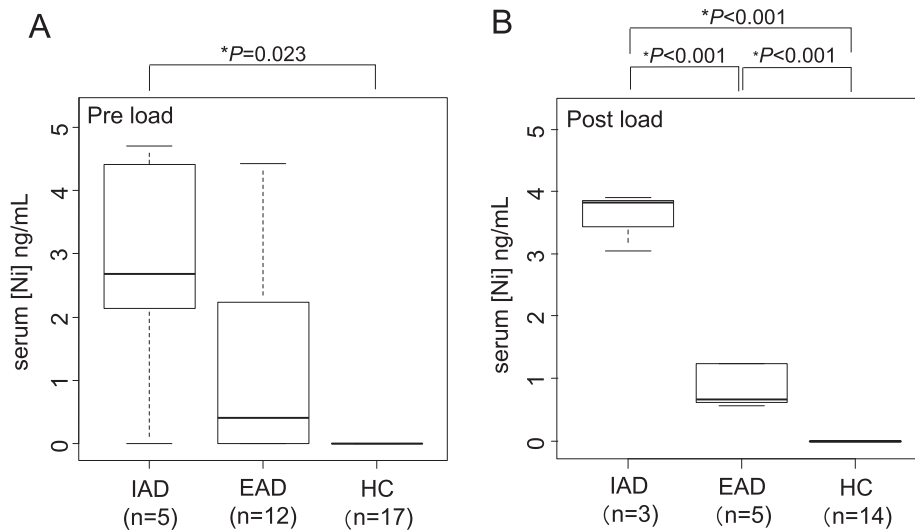 A
*P=0.023
Pre load
serum [Ni] ng/mL
5
4
3
2
1
0
IAD
(n=5)
EAD
(n=12)
HC
(n=17)
B
*P<0.001
*P<0.001
*P<0.001
Post load
serum [Ni] ng/mL
5
4
3
2
1
0
IAD
(n=3)
EAD
(n=5)
HC
(n=14)